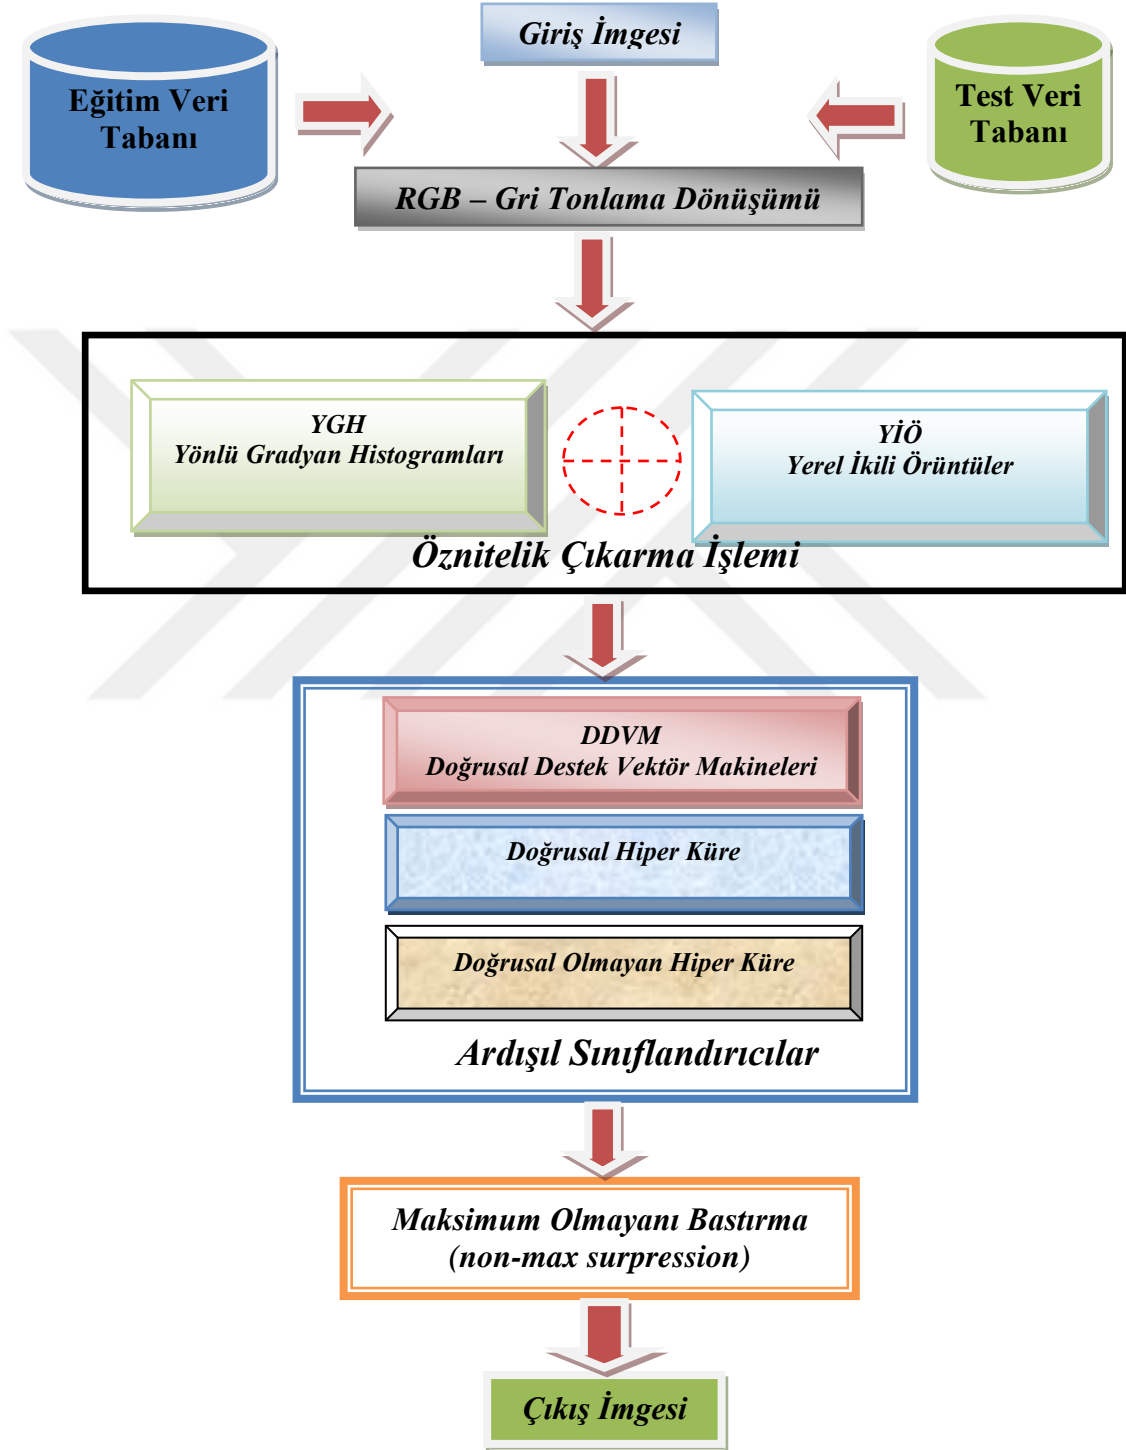 Giriş İmgesi
Eğitim Veri
Tabanı
Test Veri
Tabanı
RGB – Gri Tonlama Dönüşümü
YGH
Yönlü Gradyan Histogramları
YİÖ
Yerel İkili Örüntüler
Öznitelik Çıkarma İşlemi
DDVM
Doğrusal Destek Vektör Makineleri
Doğrusal Hiper Küre
Doğrusal Olmayan Hiper Küre
Ardışıl Sınıflandırıcılar
Maksimum Olmayanı Bastırma
(non-max surpression)
Çıkış İmgesi